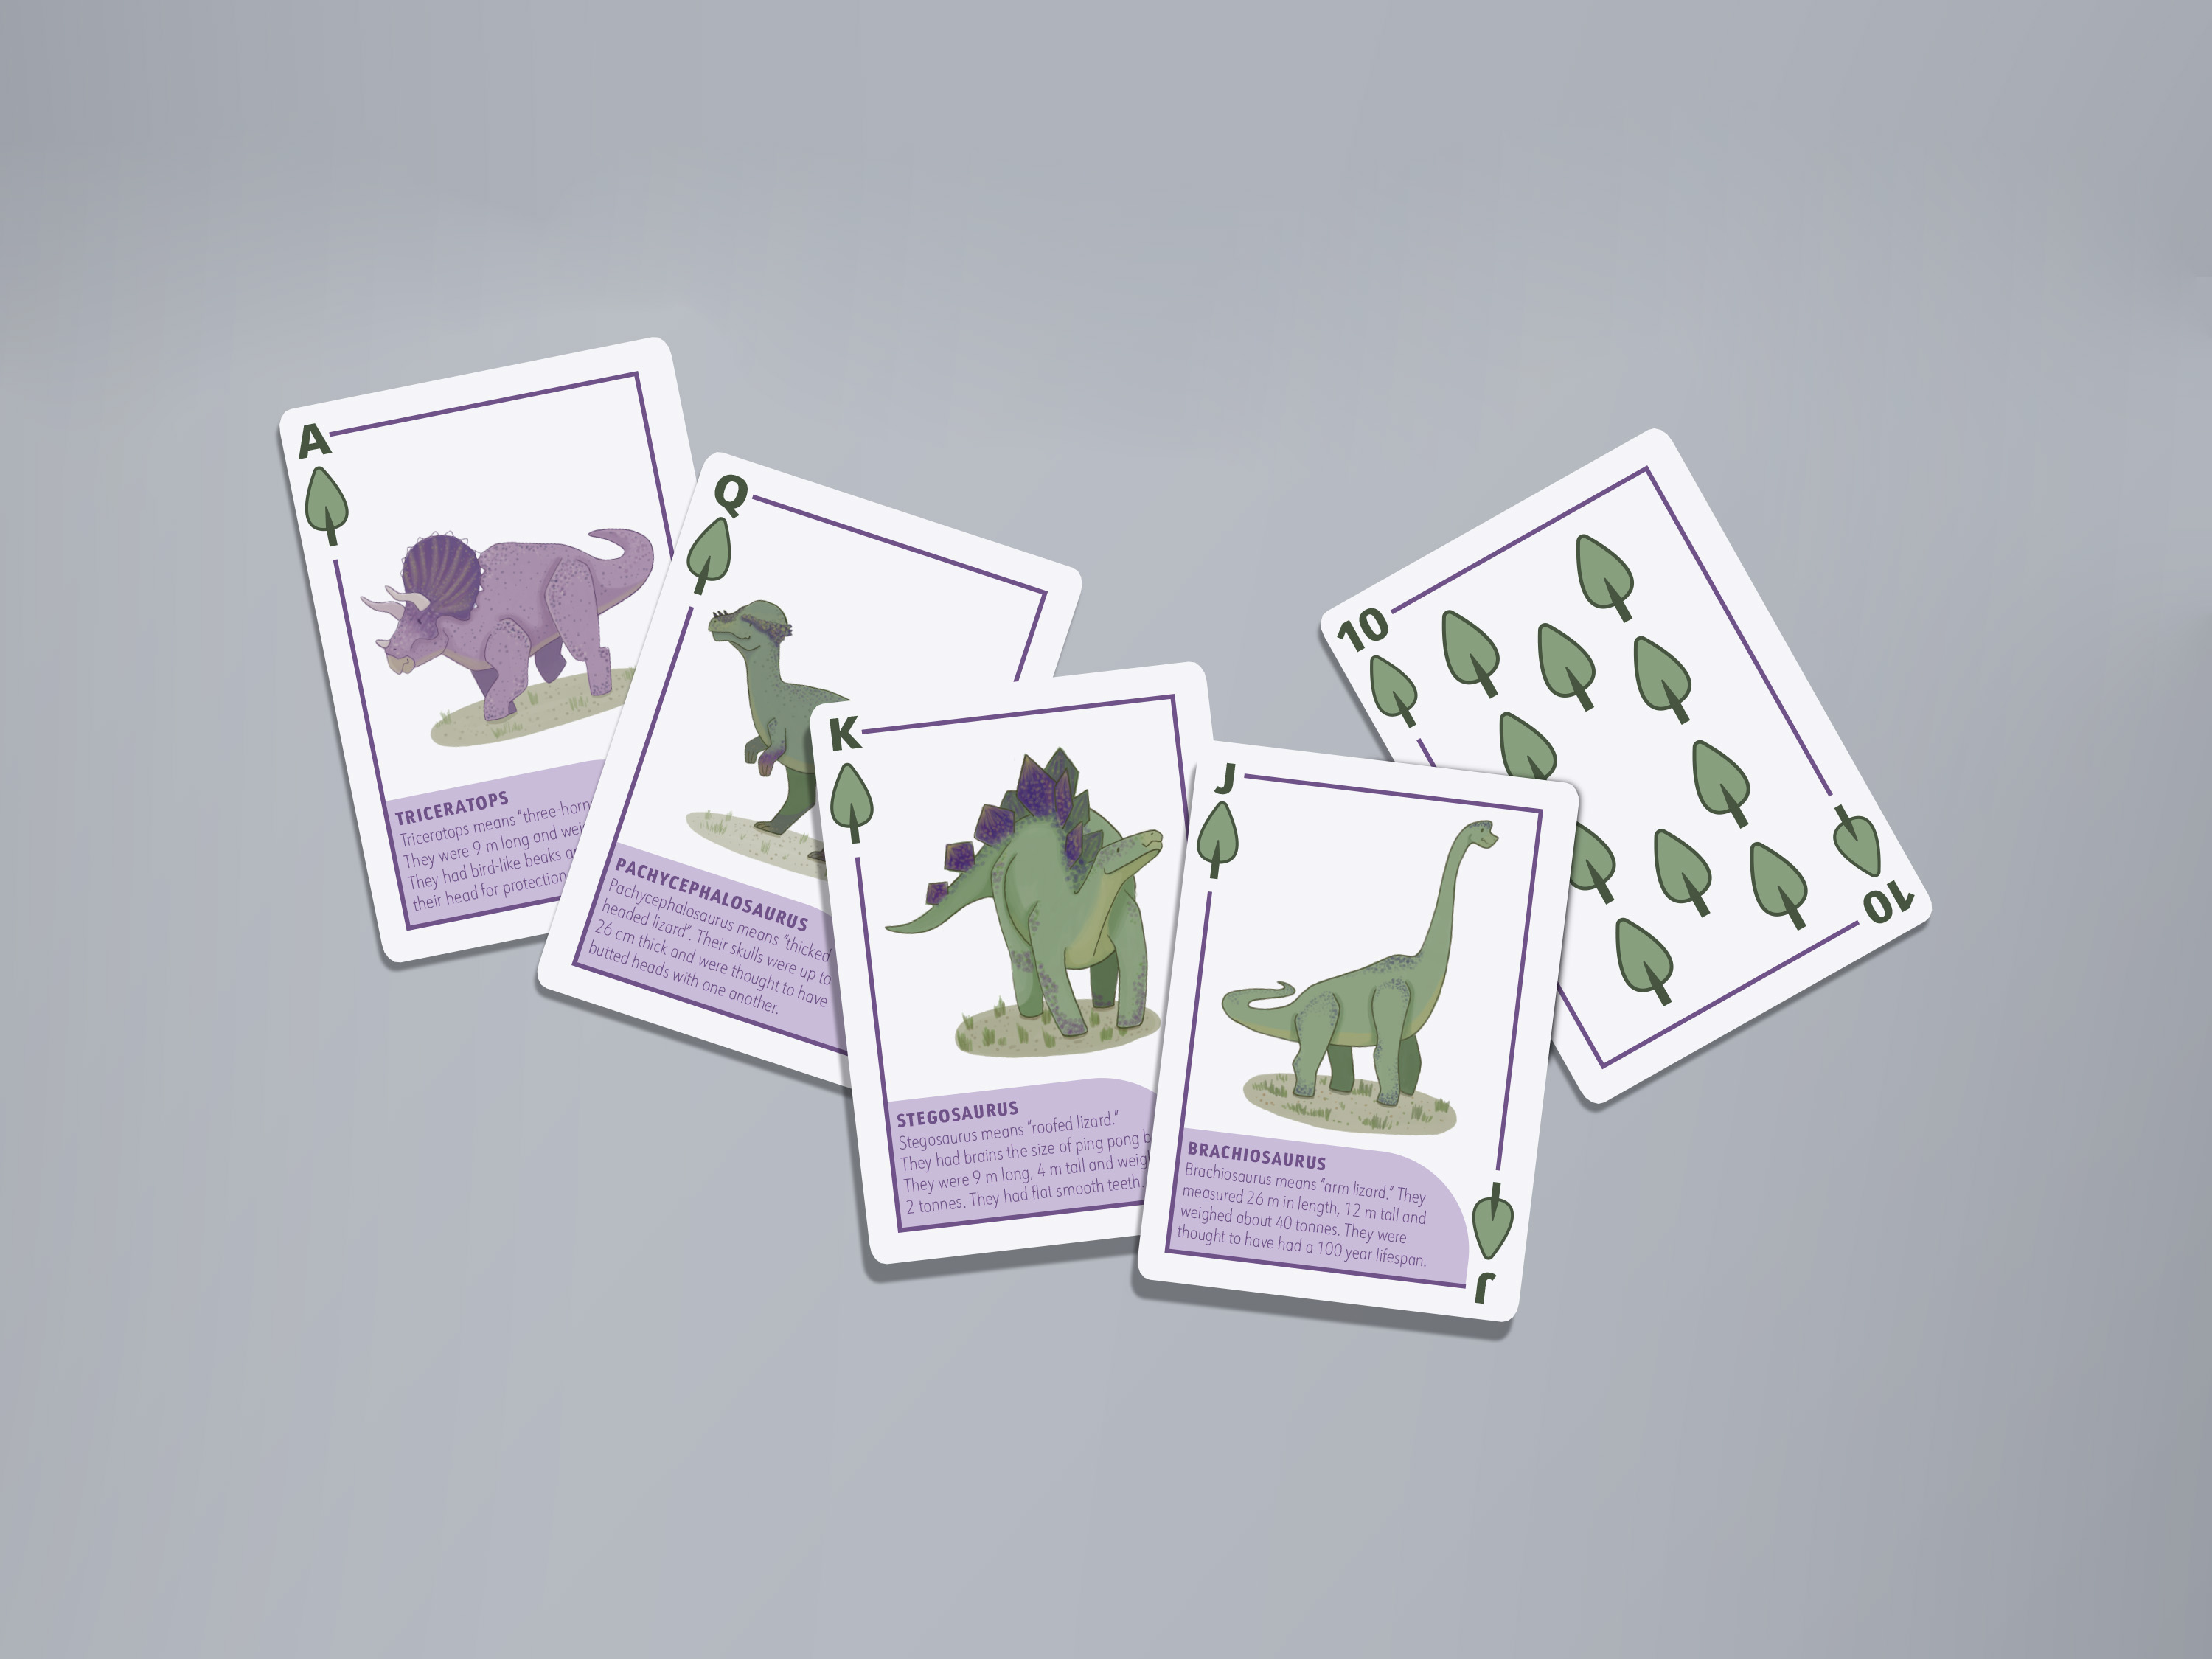 A
TRICERATOPS
Triceratops means "three-horn
They were 9 m long and wei
They had bird-like beaks a
their head for protection
Q
PACHYCEPHALOSAURUS
Pachycephalosaurus means "thicked
headed lizard". Their skulls were up to
26 cm thick and were thought to have
butted heads with one another.
K
STEGOSAURUS
Stegosaurus means "roofed lizard."
They had brains the size of ping pong b
They were 9 m long, 4 m tall and weigh
2 tonnes. They had flat smooth teeth.
J
BRACHIOSAURUS
Brachiosaurus means "arm lizard." They
measured 26 m in length, 12 m tall and
weighed about 40 tonnes. They were
thought to have had a 100 year lifespan.
J
10
10